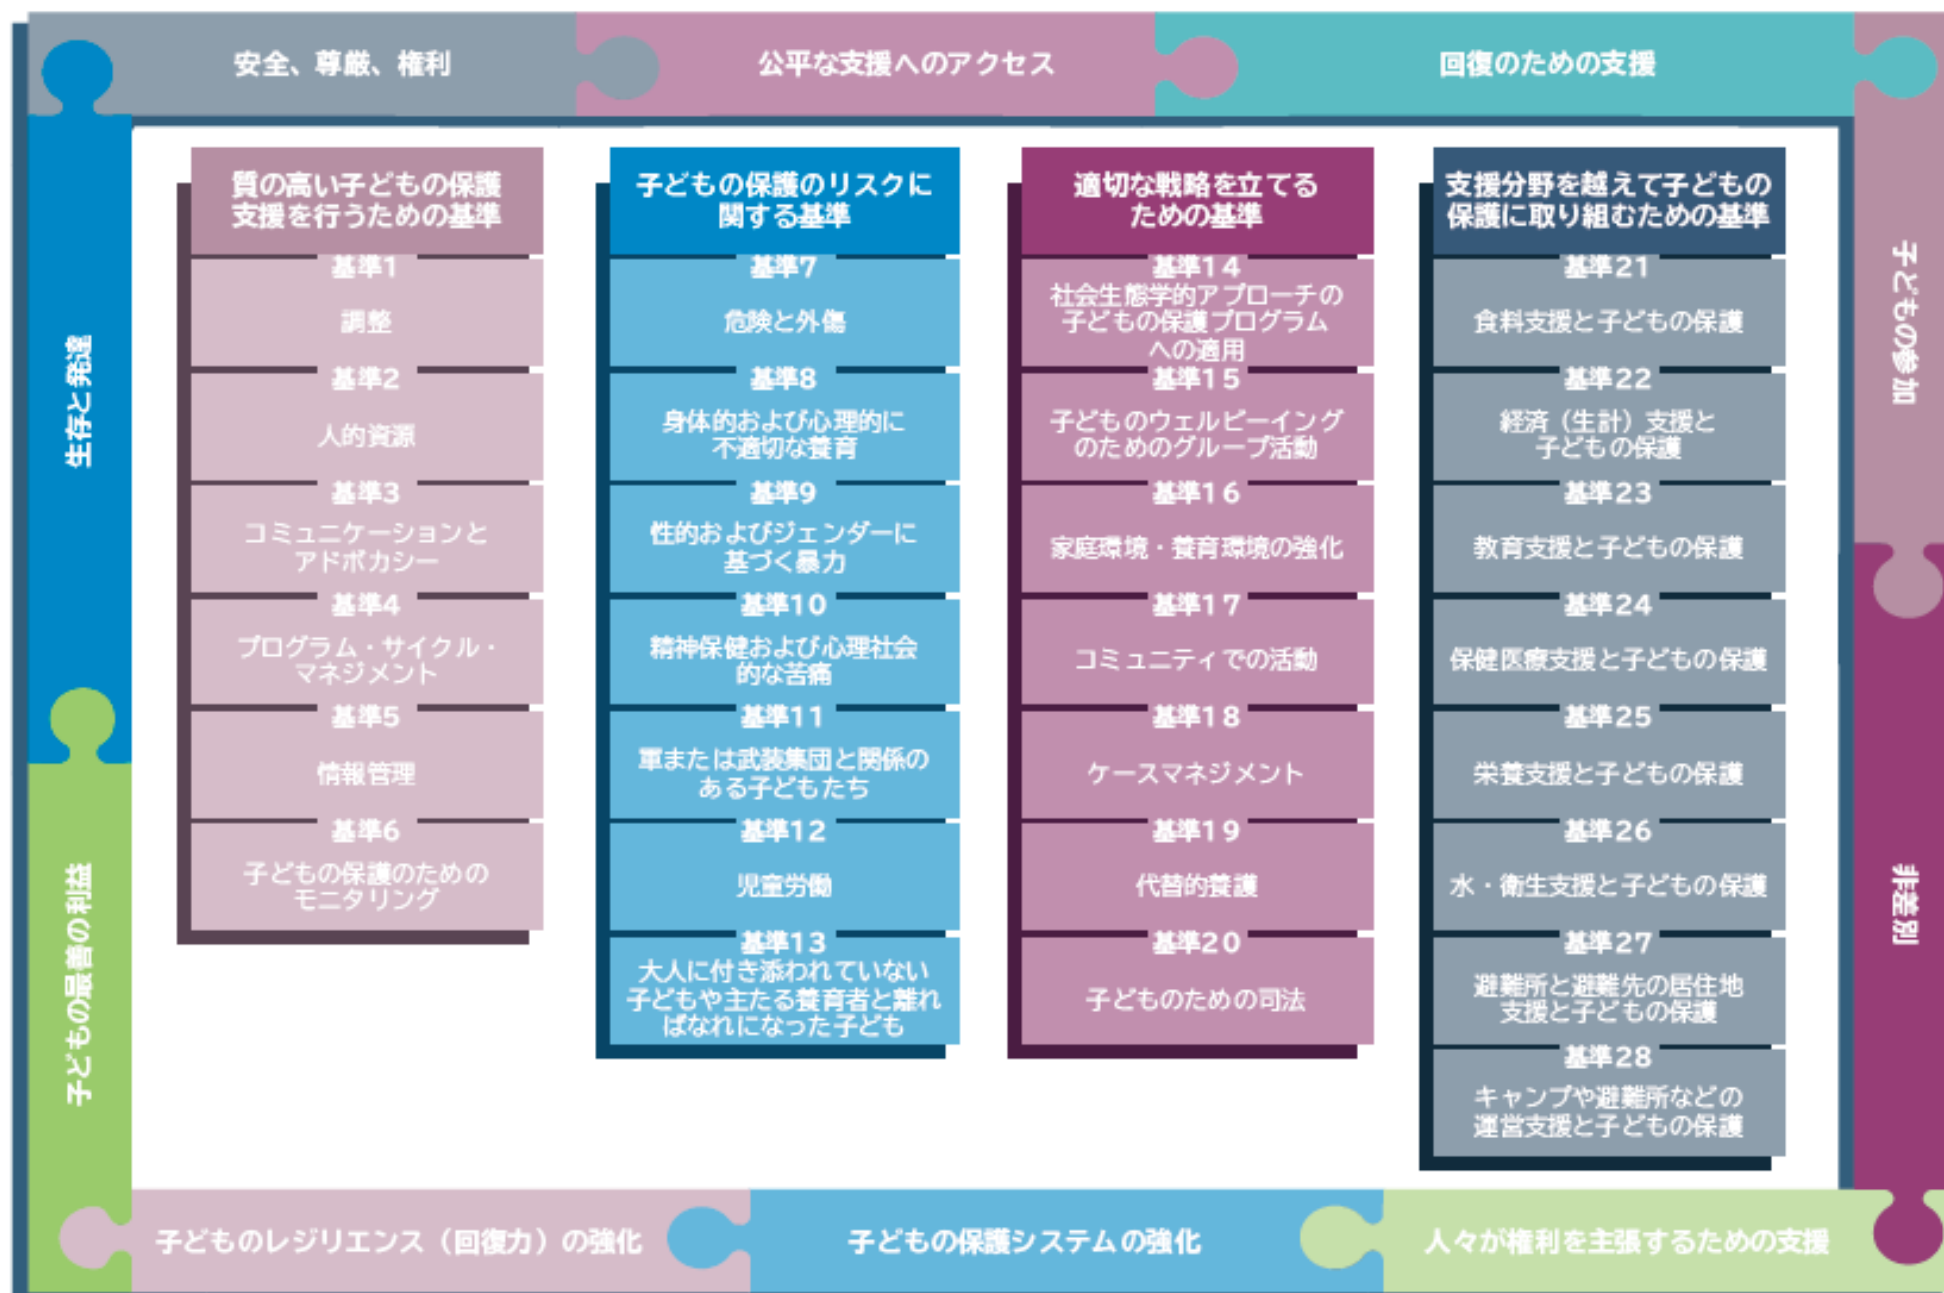 安全、尊厳、権利
公平な支援へのアクセス
回復のための支援
生存と発達
子どもの最善の利益
質の高い子どもの保護
支援を行うための基準
基準1
調整
基準2
人的資源
基準3
コミュニケーションと
アドボカシー
基準4
プログラム・サイクル・
マネジメント
基準5
情報管理
基準6
子どもの保護のための
モニタリング
子どもの保護のリスクに
関する基準
基準7
危険と外傷
基準8
身体的および心理的に
不適切な養育
基準9
性的およびジェンダーに
基づく暴力
基準10
精神保健および心理社会
的な苦痛
基準11
軍または武装集団と関係の
ある子どもたち
基準12
児童労働
基準13
大人に付き添われていない
子どもや主たる養育者と離れ
ばなれになった子ども
適切な戦略を立てる
ための基準
基準14
社会生態学的アプローチの
子どもの保護プログラム
への適用
基準15
子どものウェルビーイング
のためのグループ活動
基準16
家庭環境・養育環境の強化
基準17
コミュニティでの活動
基準18
ケースマネジメント
基準19
代替的養護
基準20
子どものための司法
支援分野を越えて子どもの
保護に取り組むための基準
基準21
食料支援と子どもの保護
基準22
経済（生計）支援と
子どもの保護
基準23
教育支援と子どもの保護
基準24
保健医療支援と子どもの保護
基準25
栄養支援と子どもの保護
基準26
水・衛生支援と子どもの保護
基準27
避難所と避難先の居住地
支援と子どもの保護
基準28
キャンプや避難所などの
運営支援と子どもの保護
子どもの参加
非差別
子どものレジリエンス（回復力）の強化
子どもの保護システムの強化
人々が権利を主張するための支援